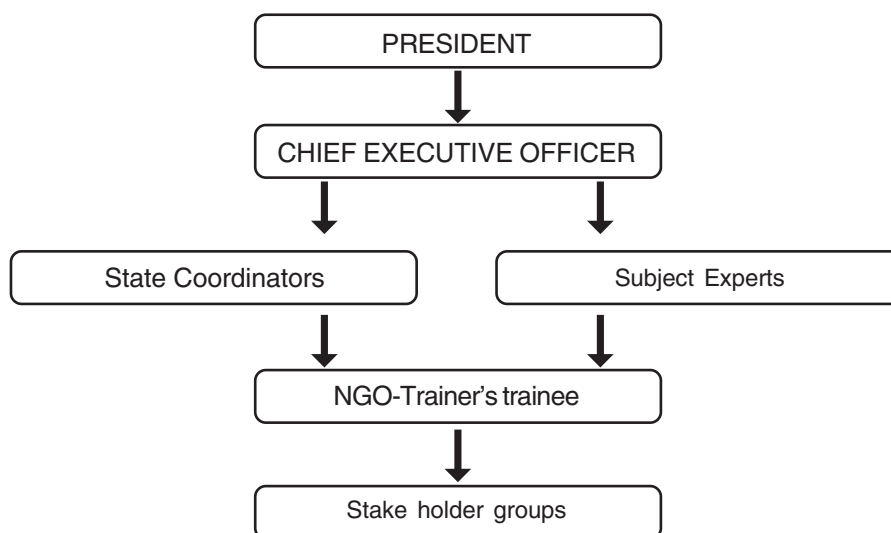 PRESIDENT
CHIEF EXECUTIVE OFFICER
State Coordinators
Subject Experts
NGO-Trainer's trainee
Stake holder groups